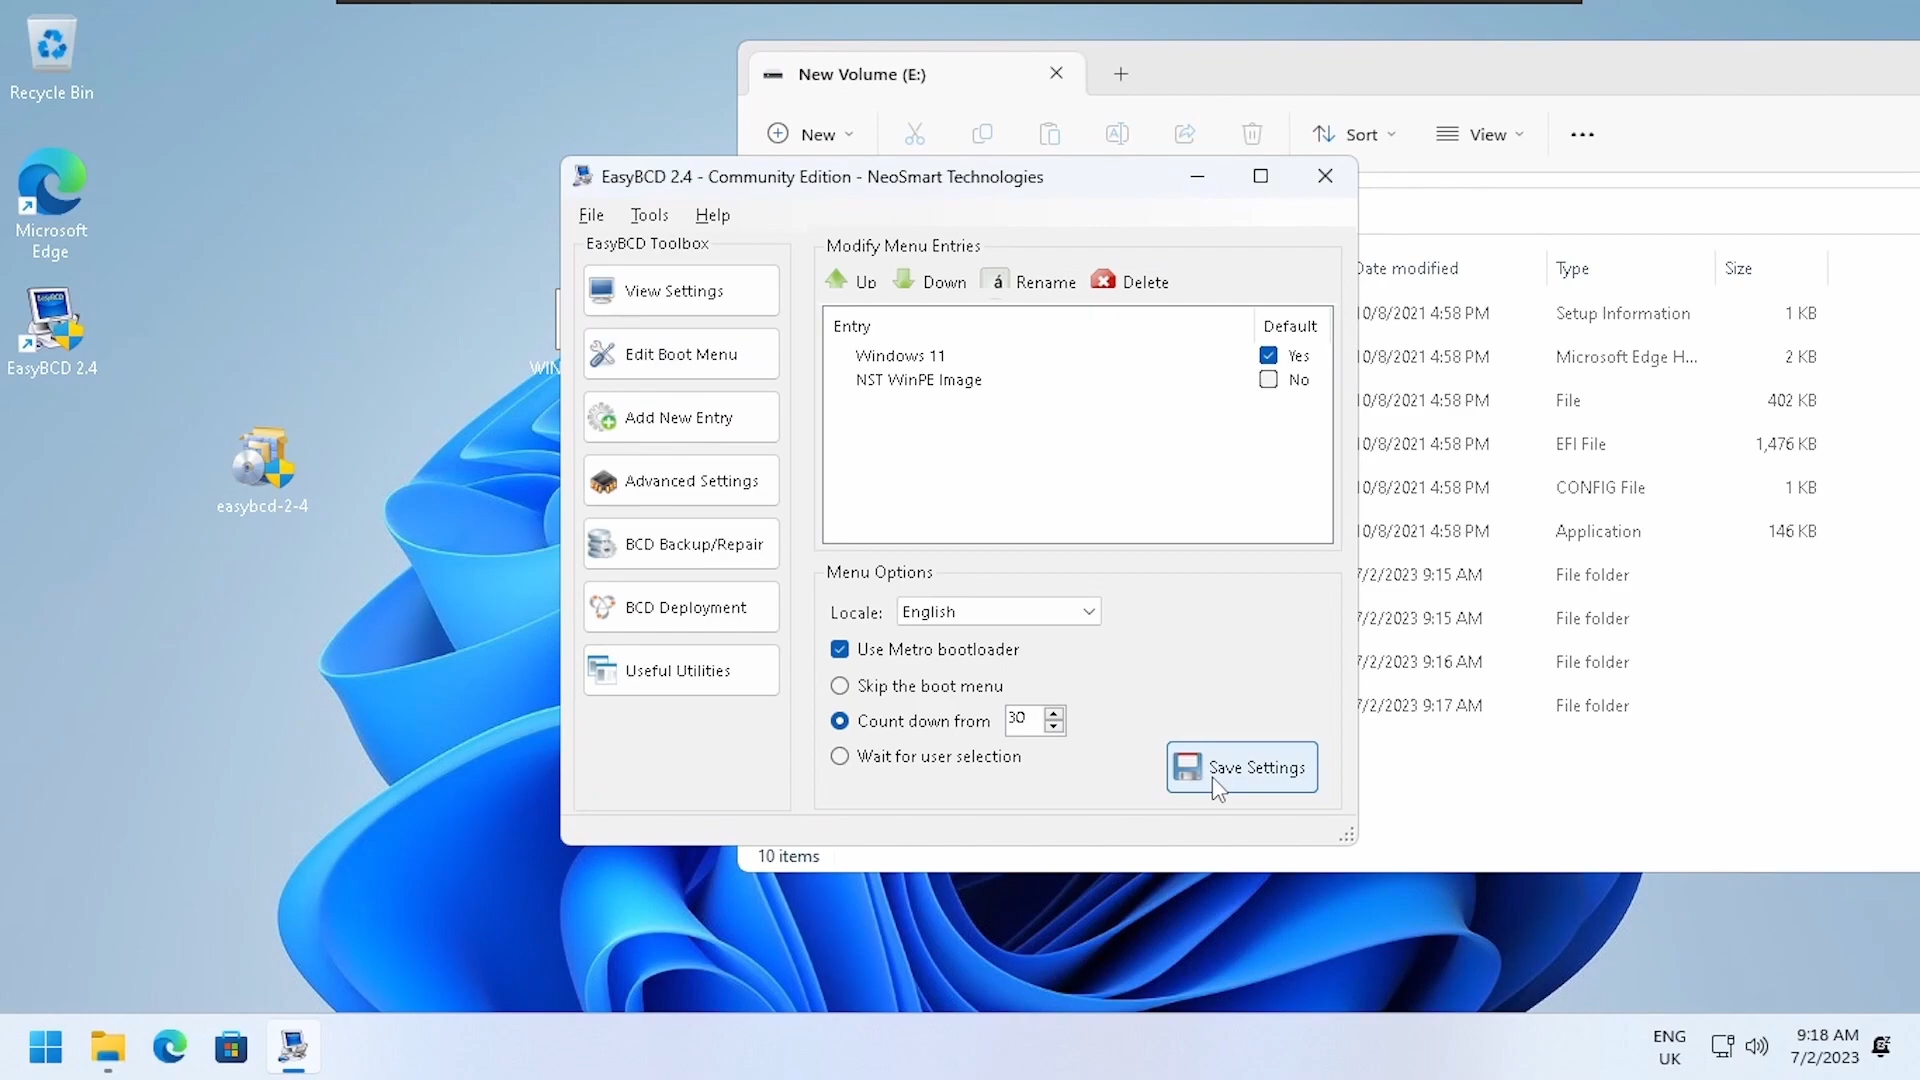 Recycle Bin
Microsoft
Edge
EasyBCD
EasyBCD 2.4
easybcd-2-4
WIN
New Volume (E:)
New
Sort
View
EasyBCD 2.4 - Community Edition - NeoSmart Technologies
File Tools Help
EasyBCD Toolbox
View Settings
Edit Boot Menu
Add New Entry
Advanced Settings
BCD Backup/Repair
BCD Deployment
Useful Utilities
Modify Menu Entries
Up Down á Rename Delete
Entry Default
Windows 11 Yes
NST WinPE Image No
Menu Options
Locale: English
Use Metro bootloader
Skip the boot menu
Count down from 30
Wait for user selection
Save Settings
Date modified Type Size
10/8/2021 4:58 PM Setup Information 1 KB
10/8/2021 4:58 PM Microsoft Edge H... 2 KB
10/8/2021 4:58 PM File 402 KB
10/8/2021 4:58 PM EFI File 1,476 KB
10/8/2021 4:58 PM CONFIG File 1 KB
10/8/2021 4:58 PM Application 146 KB
7/2/2023 9:15 AM File folder
7/2/2023 9:15 AM File folder
7/2/2023 9:16 AM File folder
7/2/2023 9:17 AM File folder
10 items
ENG
UK
9:18 AM
7/2/2023